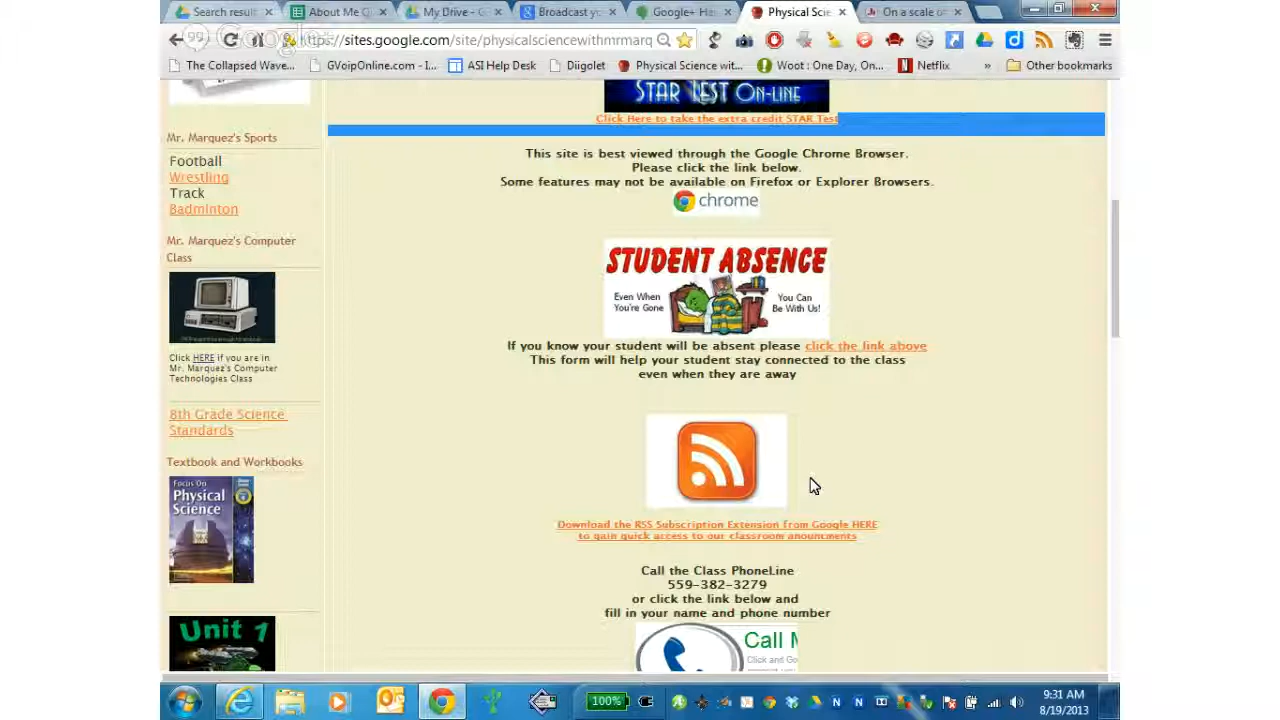 Search result
About Me Q
My Drive - G
Broadcast yo
Google+ Ha
Physical Scie
On a scale of
https://sites.google.com/site/physicalsciencewithmrmarq
The Collapsed Wave...
GVoipOnline.com - I...
ASI Help Desk
Diigolet
Physical Science wit...
Woot : One Day, On...
Netflix
»
Other bookmarks
STAR TEST ON-LINE
Click Here to take the extra credit STAR Test
Mr. Marquez's Sports
Football
Wrestling
Track
Badminton
Mr. Marquez's Computer
Class
Click HERE if you are in
Mr. Marquez's Computer
Technologies Class
8th Grade Science
Standards
Textbook and Workbooks
Focus On
Physical
Science
Unit 1
This site is best viewed through the Google Chrome Browser.
Please click the link below.
Some features may not be available on Firefox or Explorer Browsers.
chrome
STUDENT ABSENCE
Even When
You're Gone
You Can
Be With Us!
If you know your student will be absent please click the link above
This form will help your student stay connected to the class
even when they are away
Download the RSS Subscription Extension from Google HERE
to gain quick access to our classroom anouncments
Call the Class PhoneLine
559-382-3279
or click the link below and
fill in your name and phone number
Call M
Click and Go
100%
9:31 AM
8/19/2013